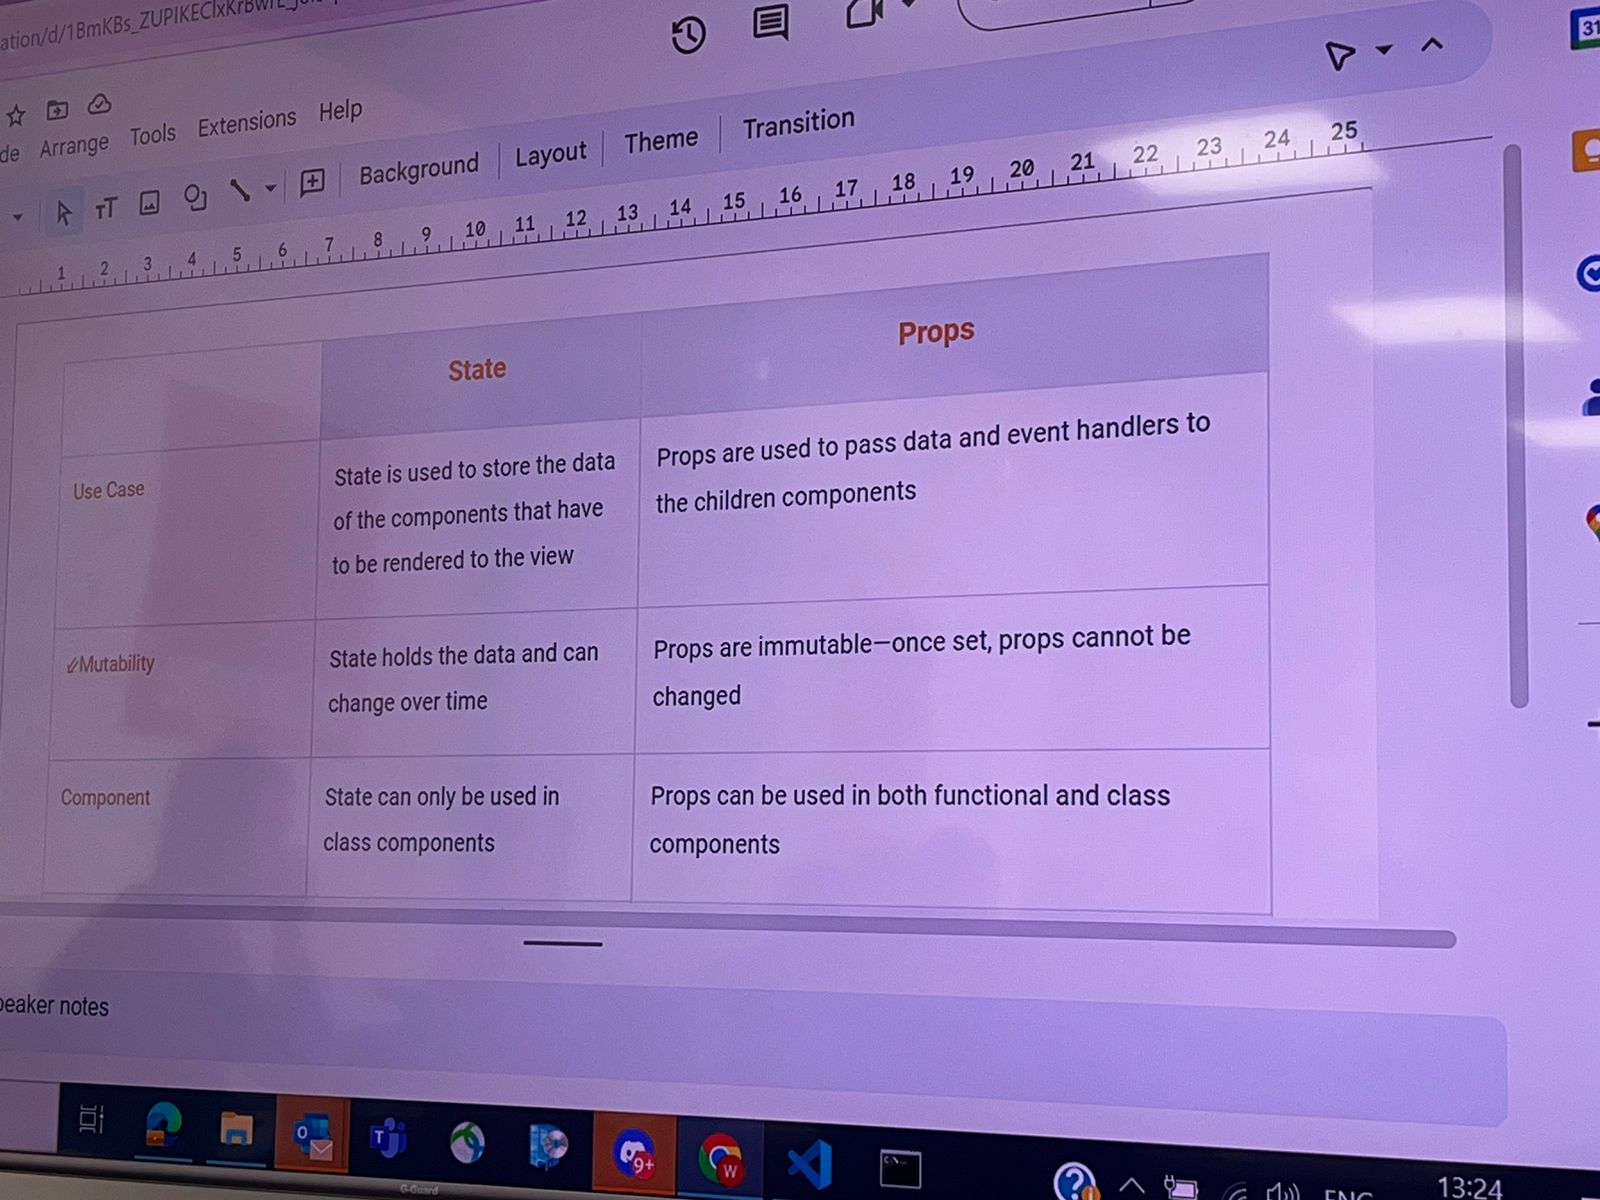 ation/d/1BmKBs_ZUPIKEClxKrBwrL
31
de Arrange Tools Extensions Help
Background Layout Theme Transition
1 2 3 4 5 6 7 8 9 10 11 12 13 14 15 16 17 18 19 20 21 22 23 24 25
State Props
Use Case
State is used to store the data
of the components that have
to be rendered to the view
Props are used to pass data and event handlers to
the children components
✓Mutability
State holds the data and can
change over time
Props are immutable—once set, props cannot be
changed
Component
State can only be used in
class components
Props can be used in both functional and class
components
peaker notes
9+
W
ENG
13:24
G-Guard